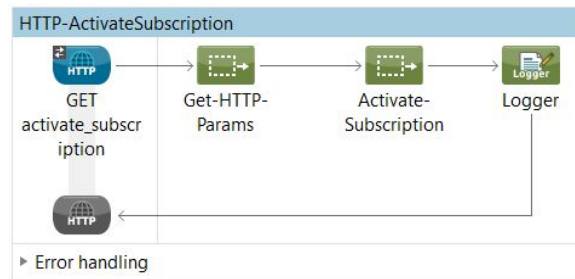 HTTP-ActivateSubscription
HTTP
Logger
GET
activate_subscr
iption
Get-HTTP-
Params
Activate-
Subscription
Logger
HTTP
Error handling